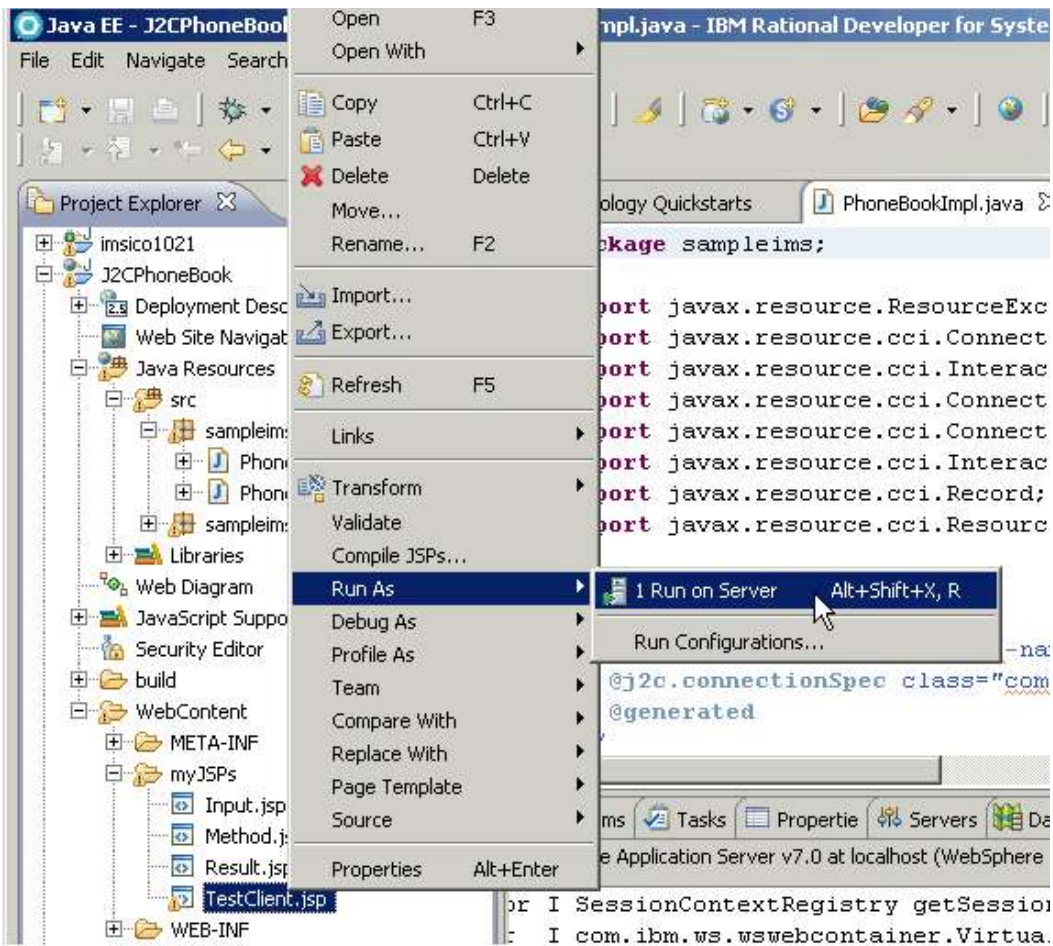 Java EE - J2CPhoneBool
mpl.java - IBM Rational Developer for Syste
File Edit Navigate Search
Open F3
Open With
Copy Ctrl+C
Paste Ctrl+V
Delete Delete
Move...
Rename... F2
Import...
Export...
Refresh F5
Links
Transform
Validate
Compile JSPs...
Run As
Debug As
Profile As
Team
Compare With
Replace With
Page Template
Source
Properties Alt+Enter
1 Run on Server Alt+Shift+X, R
Run Configurations...
Project Explorer
imsico1021
J2CPhoneBook
Deployment Desc
2.5
Web Site Navigat
Java Resources
src
sampleim
Phon
Phon
sampleim
Libraries
Web Diagram
JavaScript Suppo
Security Editor
build
WebContent
META-INF
myJSPs
Input.jsp
Method.j
Result.jsp
TestClient.jsp
WEB-INF
ology Quickstarts
PhoneBookImpl.java
ckage sampleims;
port javax.resource.ResourceExc
port javax.resource.cci.Connect
port javax.resource.cci.Interac
port javax.resource.cci.Connect
port javax.resource.cci.Connect
port javax.resource.cci.Interac
port javax.resource.cci.Record;
port javax.resource.cci.Resourc
-nam
@j2c.connectionSpec class="com
@generated
ms Tasks Propertie Servers Da
e Application Server v7.0 at localhost (WebSphere
or I SessionContextRegistry getSession
r I com.ibm.ws.wswebcontainer.Virtua